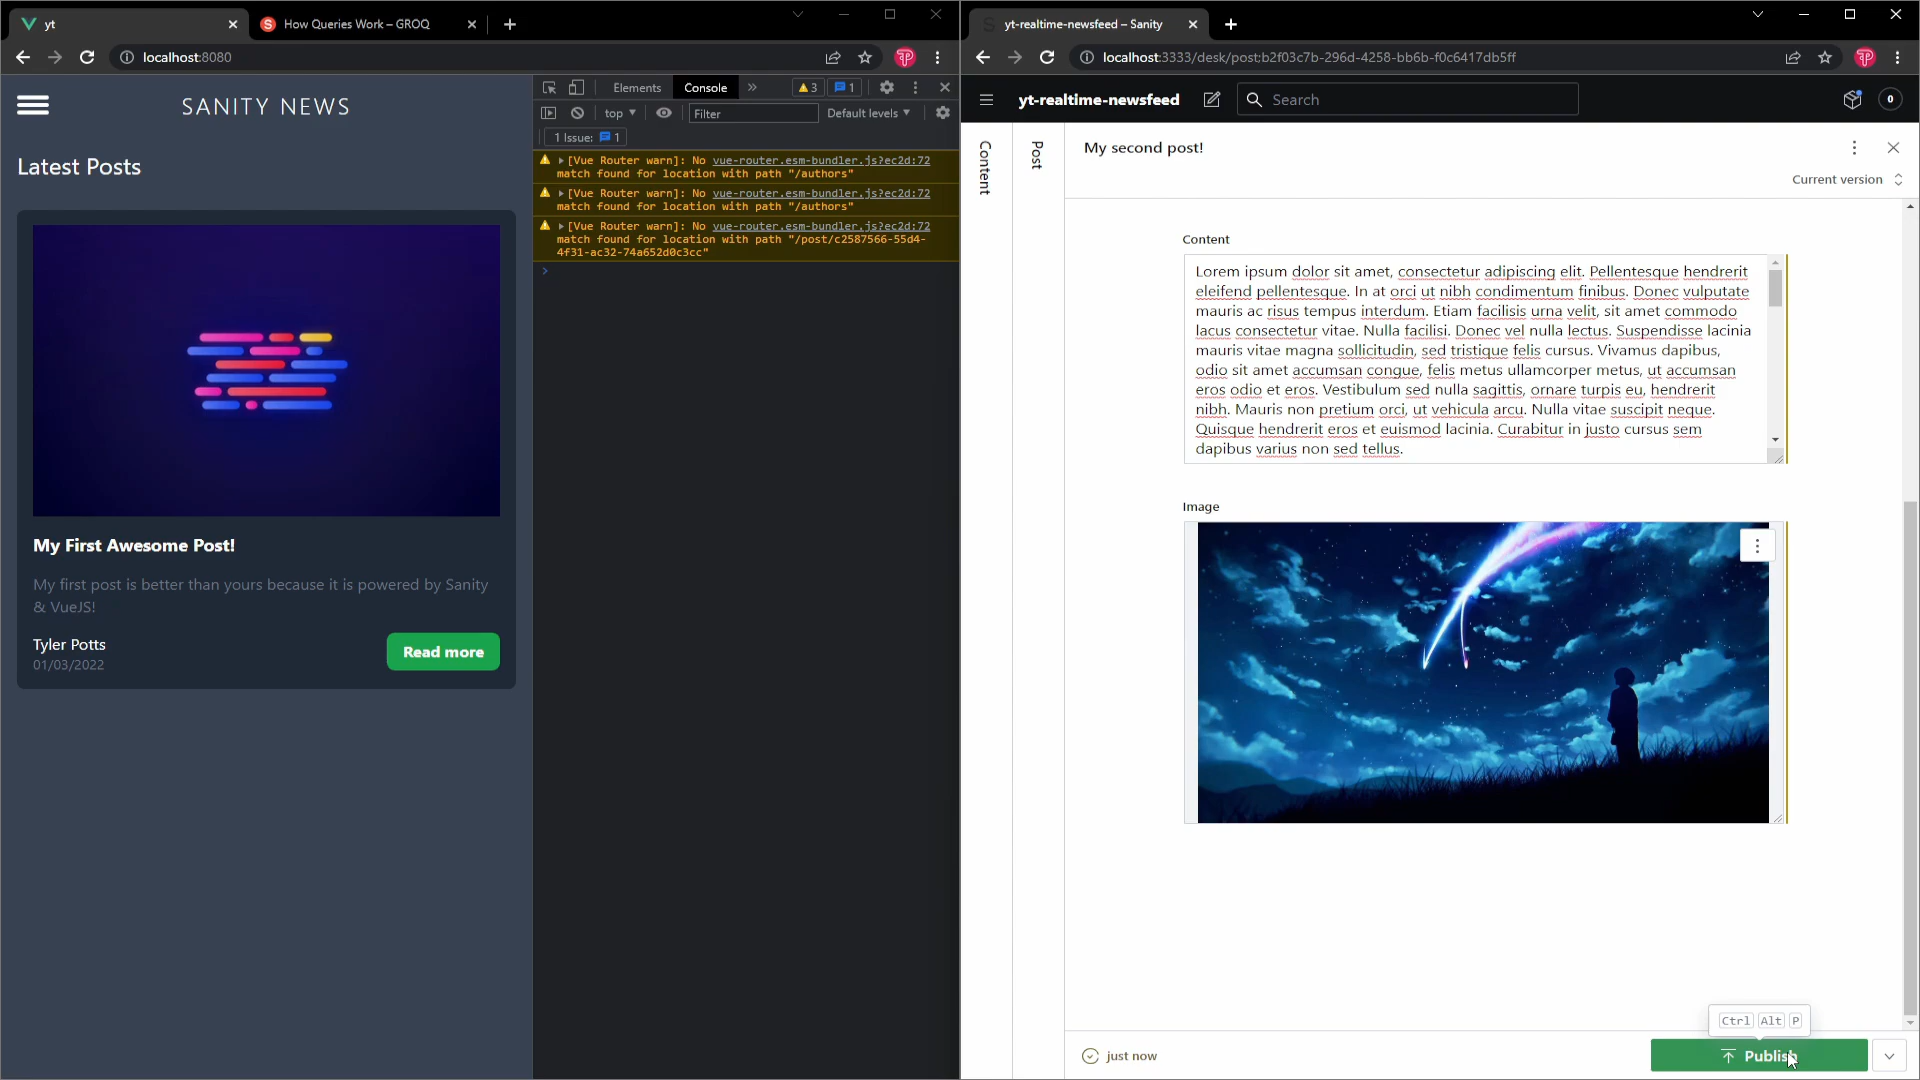 yt
How Queries Work – GROQ
localhost:8080
SANITY NEWS
Latest Posts
My First Awesome Post!
My first post is better than yours because it is powered by Sanity
& VueJS!
Tyler Potts
01/03/2022
Read more
Elements
Console
3
1
top
Filter
Default levels
1 Issue:
1
[Vue Router warn]: No vue-router.esm-bundler.js?ec2d:72
match found for location with path "/authors"
[Vue Router warn]: No vue-router.esm-bundler.js?ec2d:72
match found for location with path "/authors"
[Vue Router warn]: No vue-router.esm-bundler.js?ec2d:72
match found for location with path "/post/c2587566-55d4-
4f31-ac32-74a652d0c3cc"
yt-realtime-newsfeed – Sanity
localhost:3333/desk/post;b2f03c7b-296d-4258-bb6b-f0c6417db5ff
yt-realtime-newsfeed
Search
0
Content
Post
My second post!
Current version
Content
Lorem ipsum dolor sit amet, consectetur adipiscing elit. Pellentesque hendrerit
eleifend pellentesque. In at orci ut nibh condimentum finibus. Donec vulputate
mauris ac risus tempus interdum. Etiam facilisis urna velit, sit amet commodo
lacus consectetur vitae. Nulla facilisi. Donec vel nulla lectus. Suspendisse lacinia
mauris vitae magna sollicitudin, sed tristique felis cursus. Vivamus dapibus,
odio sit amet accumsan congue, felis metus ullamcorper metus, ut accumsan
eros odio et eros. Vestibulum sed nulla sagittis, ornare turpis eu, hendrerit
nibh. Mauris non pretium orci, ut vehicula arcu. Nulla vitae suscipit neque.
Quisque hendrerit eros et euismod lacinia. Curabitur in justo cursus sem
dapibus varius non sed tellus.
Image
Ctrl Alt P
just now
Publish